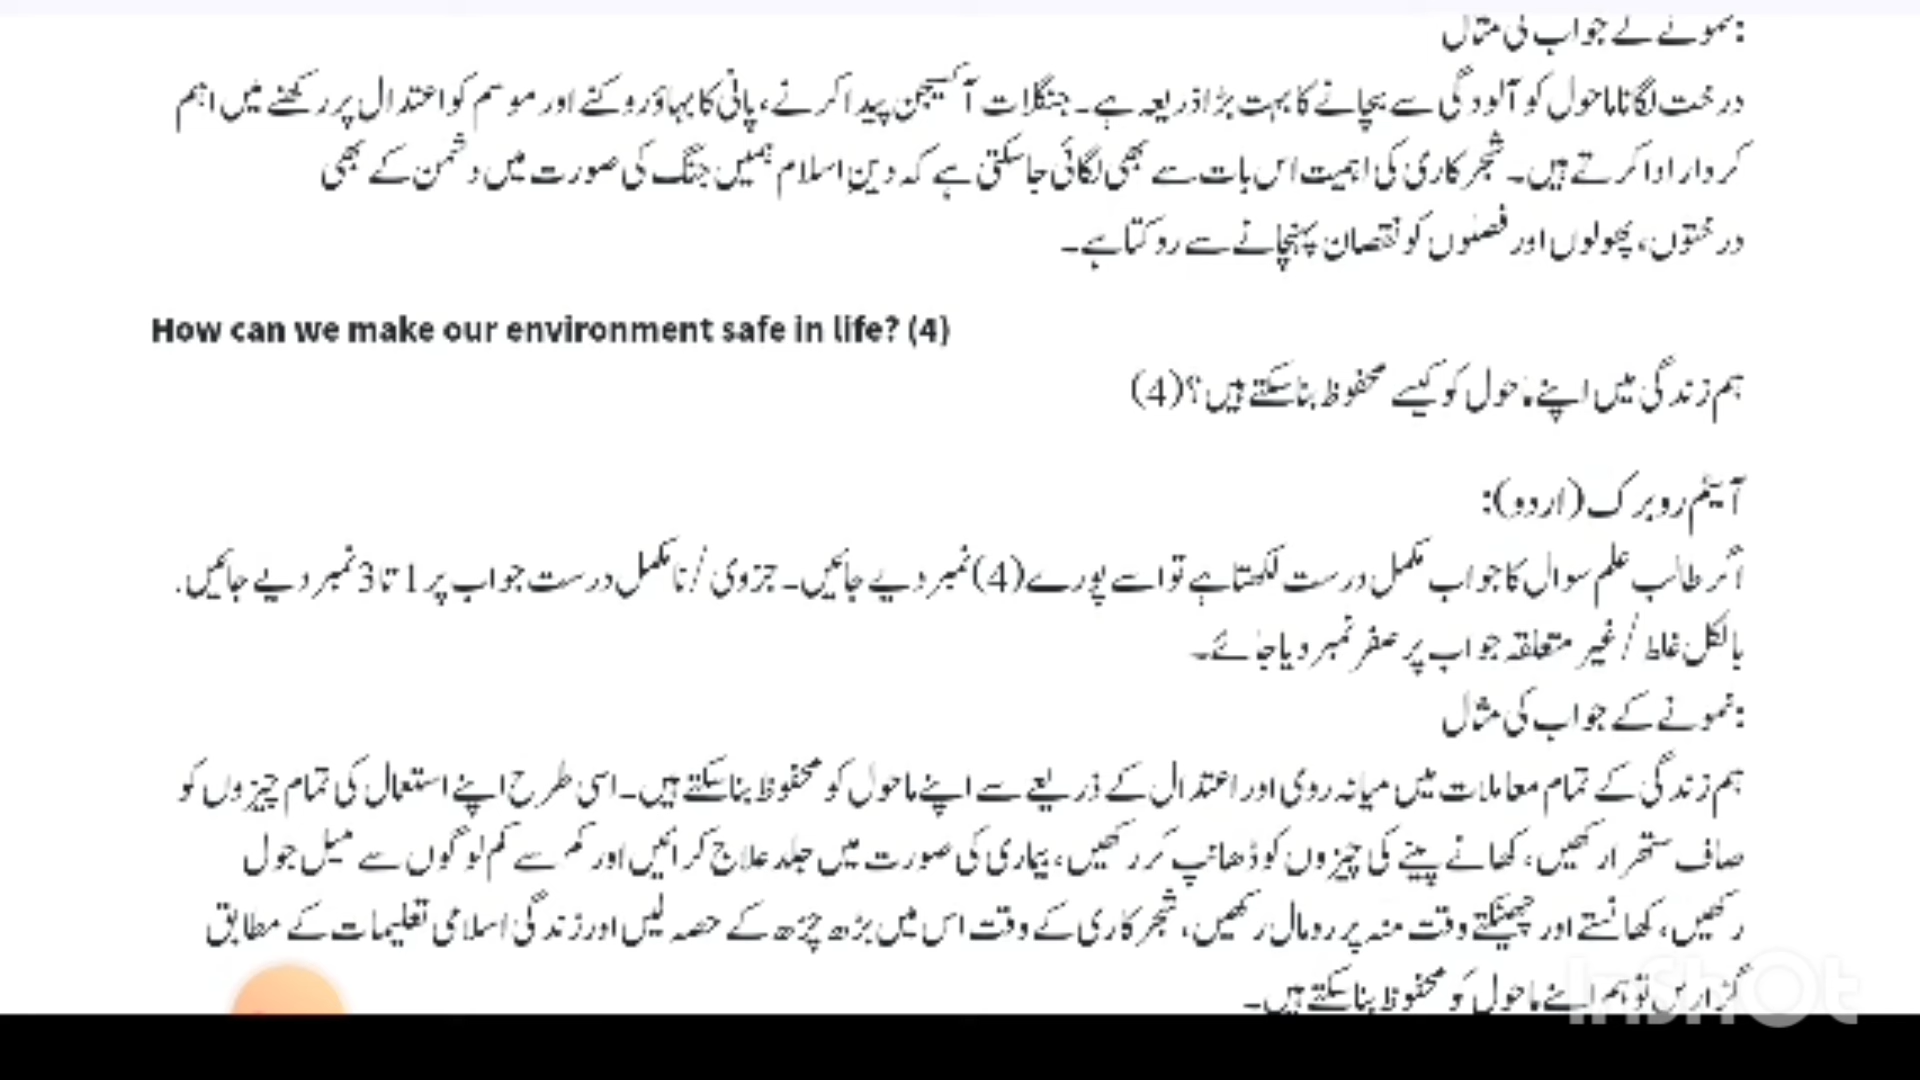 :نمونے کے جواب کی مثال
درخت لگانا ماحول کو آلودگی سے بچانے کا بہت بڑا ذریعہ ہے۔ جنگلات آکسیجن پیدا کرنے، پانی کا بہاؤ روکنے اور موسم کو اعتدال پر رکھنے میں اہم
کردار ادا کرتے ہیں۔ شجر کاری کی اہمیت اس بات سے بھی لگائی جاسکتی ہے کہ دینِ اسلام ہمیں جنگ کی صورت میں دشمن کے بھی
درختوں، پھولوں اور فصلوں کو نقصان پہنچانے سے روکتا ہے۔
How can we make our environment safe in life? (4)
ہم زندگی میں اپنے ماحول کو کیسے محفوظ بنا سکتے ہیں؟ (4)
آئیٹم روبرک (اردو):
اگر طالب علم سوال کا جواب مکمل درست لکھتا ہے تو اسے پورے (4) نمبر دیے جائیں۔ جزوی / نامکمل درست جواب پر 1 تا 3 نمبر دیے جائیں.
بالکل غلط / غیر متعلقہ جواب پر صفر نمبر دیا جائے۔
:نمونے کے جواب کی مثال
ہم زندگی کے تمام معاملات میں میانہ روی اور اعتدال کے ذریعے سے اپنے ماحول کو محفوظ بنا سکتے ہیں۔ اسی طرح اپنے استعمال کی تمام چیزوں کو
صاف ستھرا رکھیں، کھانے پینے کی چیزوں کو ڈھانپ کر رکھیں، بیماری کی صورت میں جلد علاج کرائیں اور کم سے کم لوگوں سے میل جول
رکھیں، کھانستے اور چھینکتے وقت منہ پر رومال رکھیں، شجر کاری کے وقت اس میں بڑھ چڑھ کے حصہ لیں اور زندگی اسلامی تعلیمات کے مطابق
گزاریں تو ہم اپنے ماحول کو محفوظ بنا سکتے ہیں۔
InShOt